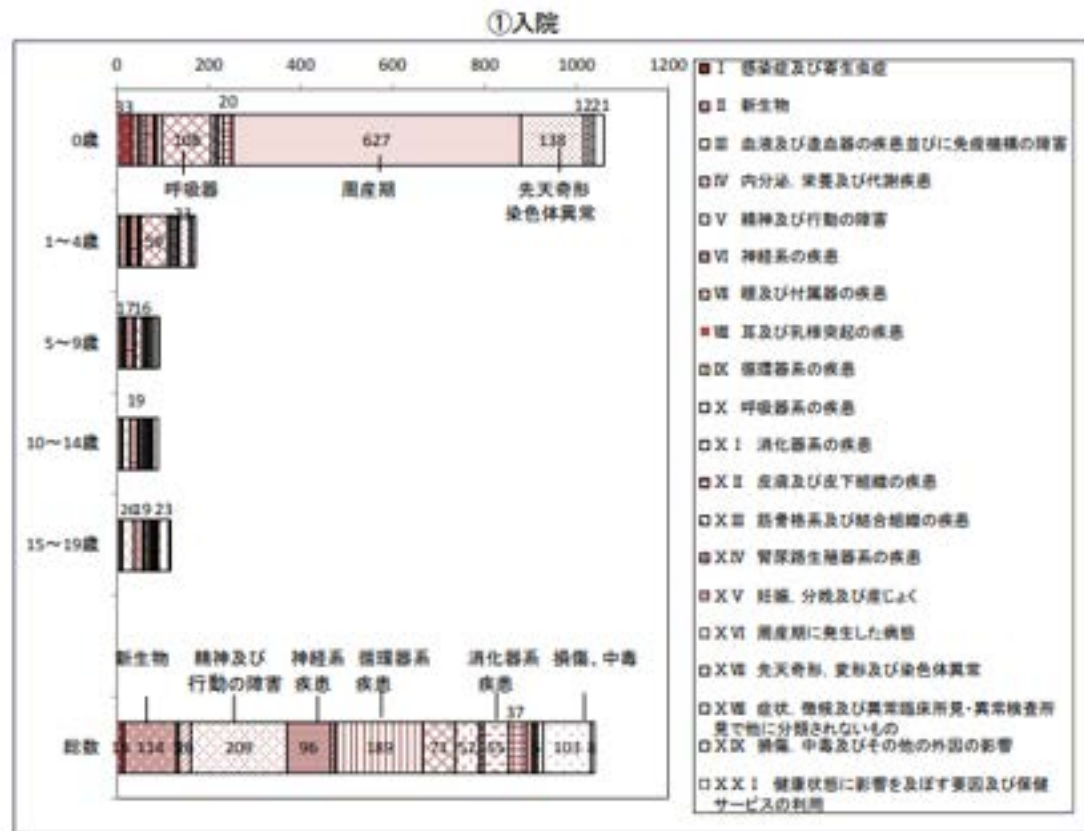 ①入院
0 200 400 600 800 1000 1200
33 20 1221
0歳 627 138
呼吸器 周産期 先天奇形
染色体異常
1～4歳
1716
5～9歳
19
10～14歳
23
15～19歳
新生物 精神及び 神経系 循環器系 消化器系 損傷、中毒
行動の障害 疾患 疾患 疾患
37
総数 209 96 189 71 52 103
Ⅰ 感染症及び寄生虫症
Ⅱ 新生物
Ⅲ 血液及び造血器の疾患並びに免疫機構の障害
Ⅳ 内分泌、栄養及び代謝疾患
Ⅴ 精神及び行動の障害
Ⅵ 神経系の疾患
Ⅶ 眼及び付属器の疾患
Ⅷ 耳及び乳様突起の疾患
Ⅸ 循環器系の疾患
Ⅹ 呼吸器系の疾患
ⅩⅠ 消化器系の疾患
ⅩⅡ 皮膚及び皮下組織の疾患
ⅩⅢ 筋骨格系及び結合組織の疾患
ⅩⅣ 腎尿路生殖器系の疾患
ⅩⅤ 妊娠、分娩及び産じょく
ⅩⅥ 周産期に発生した病態
ⅩⅦ 先天奇形、変形及び染色体異常
ⅩⅧ 症状、徴候及び異常臨床所見・異常検査所
見で他に分類されないもの
ⅩⅨ 損傷、中毒及びその他の外因の影響
ⅩⅩⅠ 健康状態に影響を及ぼす要因及び保健
サービスの利用